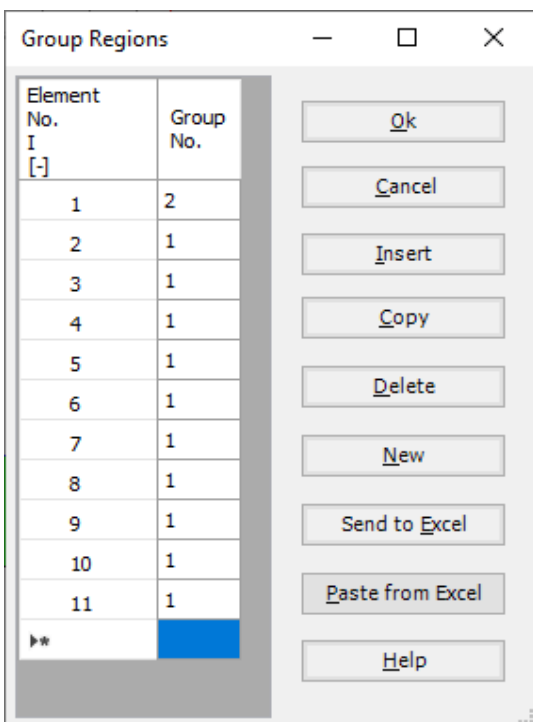 Group Regions
Element
No.
I
[-]
Group
No.
1 2
2 1
3 1
4 1
5 1
6 1
7 1
8 1
9 1
10 1
11 1
Ok
Cancel
Insert
Copy
Delete
New
Send to Excel
Paste from Excel
Help